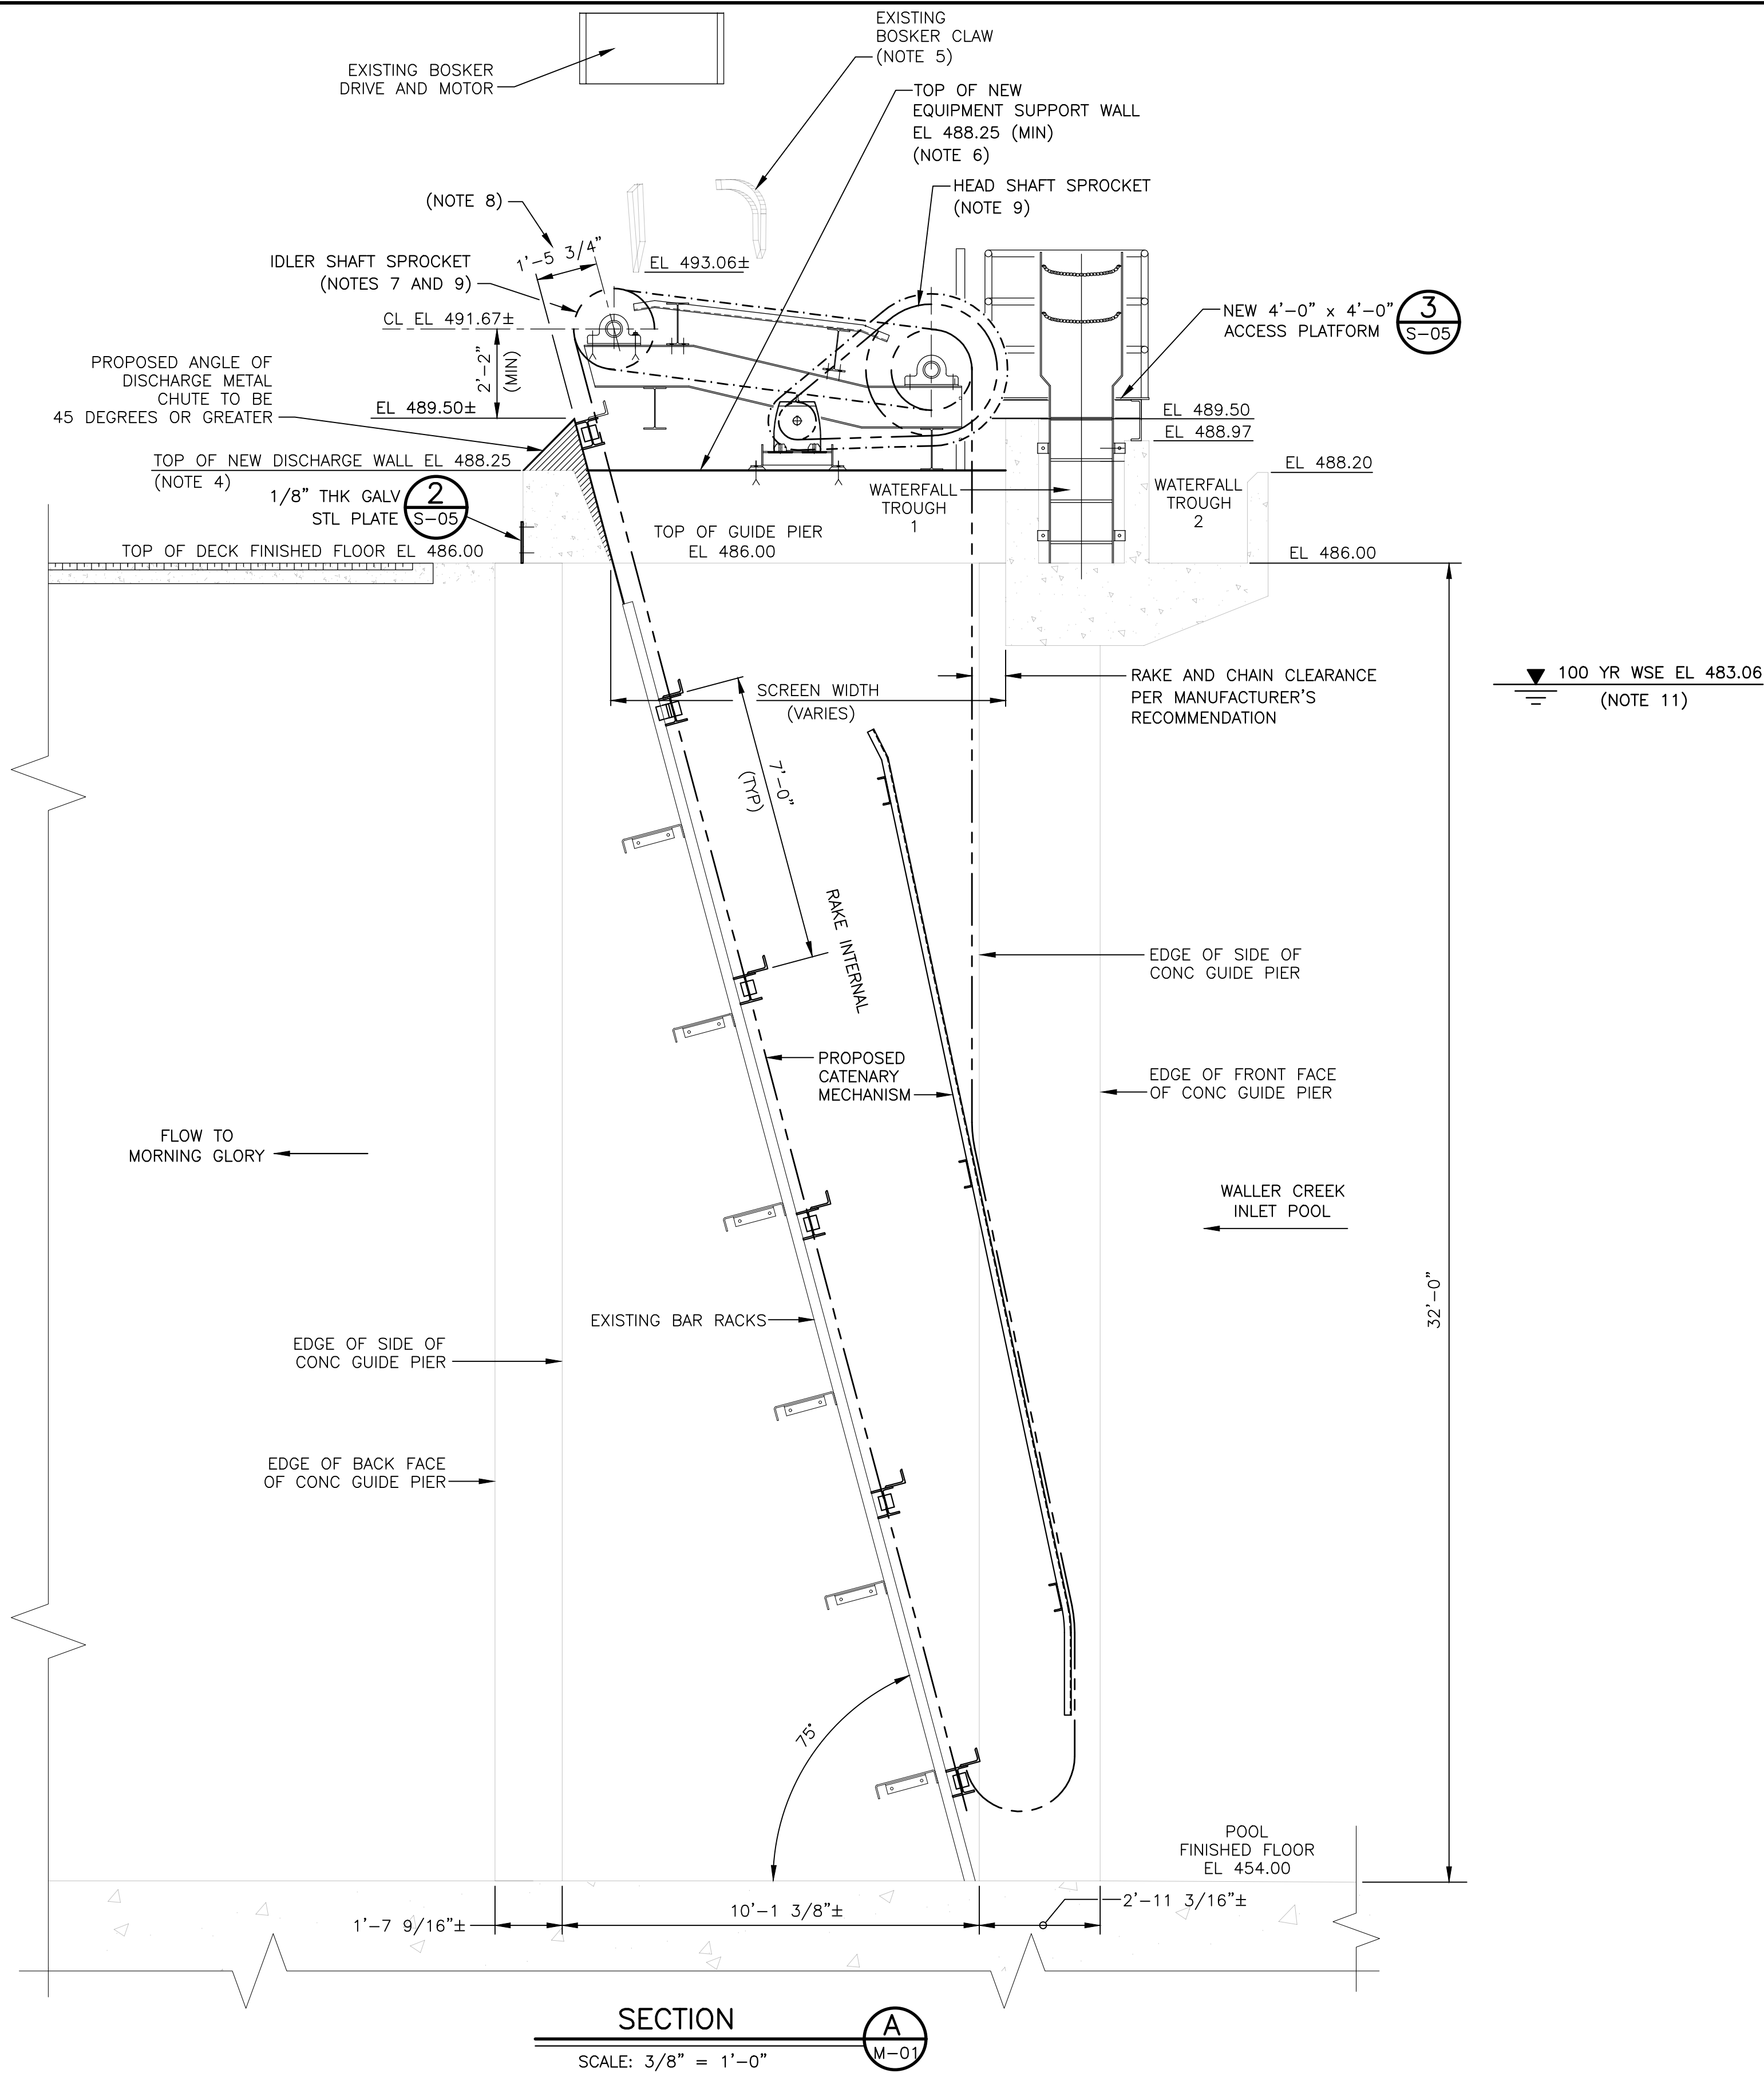 EXISTING
BOSKER CLAW
(NOTE 5)
EXISTING BOSKER
DRIVE AND MOTOR
TOP OF NEW
EQUIPMENT SUPPORT WALL
EL 488.25 (MIN)
(NOTE 6)
HEAD SHAFT SPROCKET
(NOTE 9)
(NOTE 8)
1'-5 3/4"
IDLER SHAFT SPROCKET
(NOTES 7 AND 9)
EL 493.06±
CL EL 491.67±
2'-2"
(MIN)
NEW 4'-0" x 4'-0"
ACCESS PLATFORM
3
S-05
PROPOSED ANGLE OF
DISCHARGE METAL
CHUTE TO BE
45 DEGREES OR GREATER
EL 489.50±
EL 489.50
EL 488.97
TOP OF NEW DISCHARGE WALL EL 488.25
(NOTE 4)
EL 488.20
1/8" THK GALV
STL PLATE
2
S-05
WATERFALL
TROUGH
1
WATERFALL
TROUGH
2
TOP OF GUIDE PIER
EL 486.00
TOP OF DECK FINISHED FLOOR EL 486.00
EL 486.00
SCREEN WIDTH
(VARIES)
RAKE AND CHAIN CLEARANCE
PER MANUFACTURER'S
RECOMMENDATION
100 YR WSE EL 483.06
(NOTE 11)
7'-0"
(TYP)
RAKE INTERNAL
EDGE OF SIDE OF
CONC GUIDE PIER
PROPOSED
CATENARY
MECHANISM
EDGE OF FRONT FACE
OF CONC GUIDE PIER
FLOW TO
MORNING GLORY
WALLER CREEK
INLET POOL
32'-0"
EXISTING BAR RACKS
EDGE OF SIDE OF
CONC GUIDE PIER
EDGE OF BACK FACE
OF CONC GUIDE PIER
75°
POOL
FINISHED FLOOR
EL 454.00
1'-7 9/16"±
10'-1 3/8"±
2'-11 3/16"±
SECTION
A
M-01
SCALE: 3/8" = 1'-0"